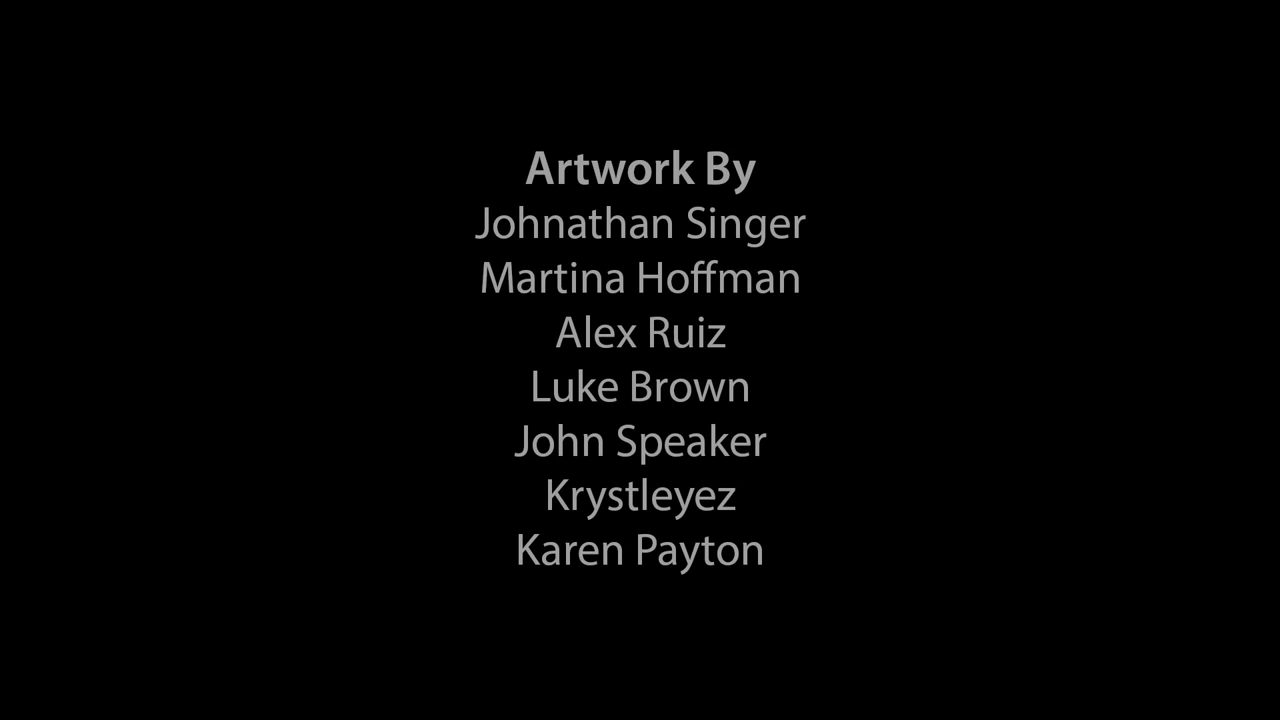 Artwork By
Johnathan Singer
Martina Hoffman
Alex Ruiz
Luke Brown
John Speaker
Krystleyez
Karen Payton